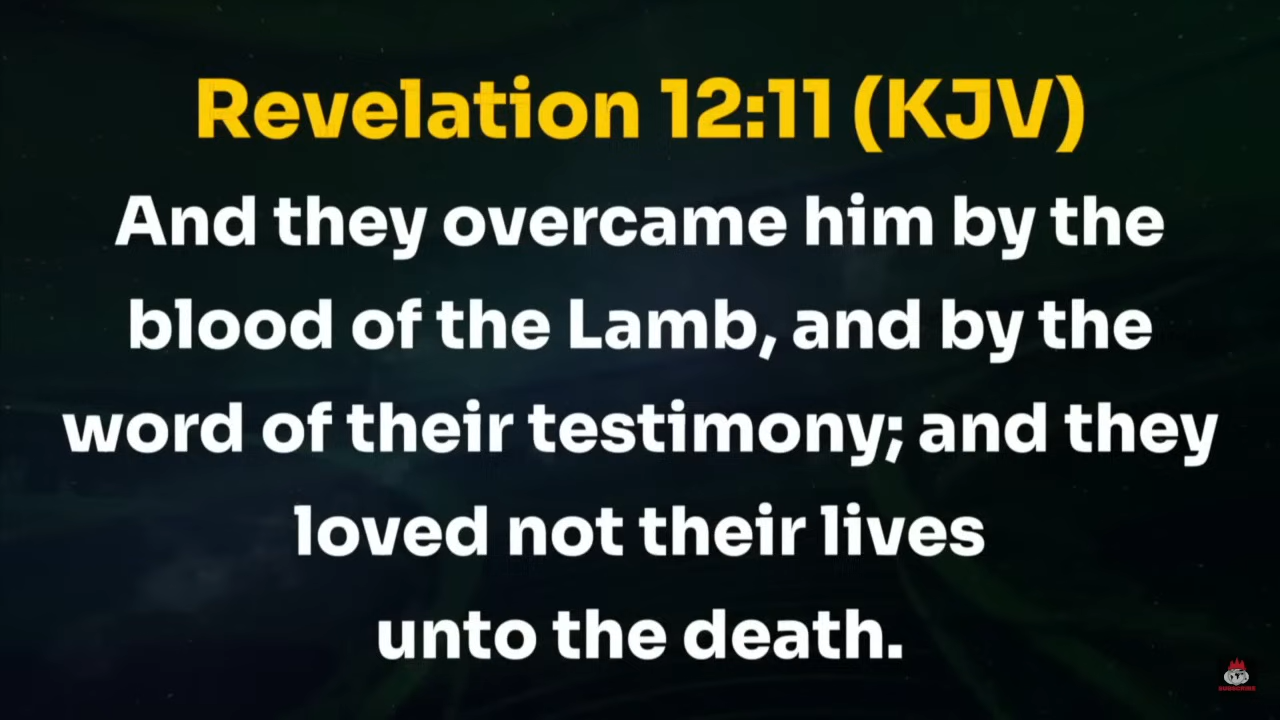 Revelation 12:11 (KJV)
And they overcame him by the
blood of the Lamb, and by the
word of their testimony; and they
loved not their lives
unto the death.
SUBSCRIBE